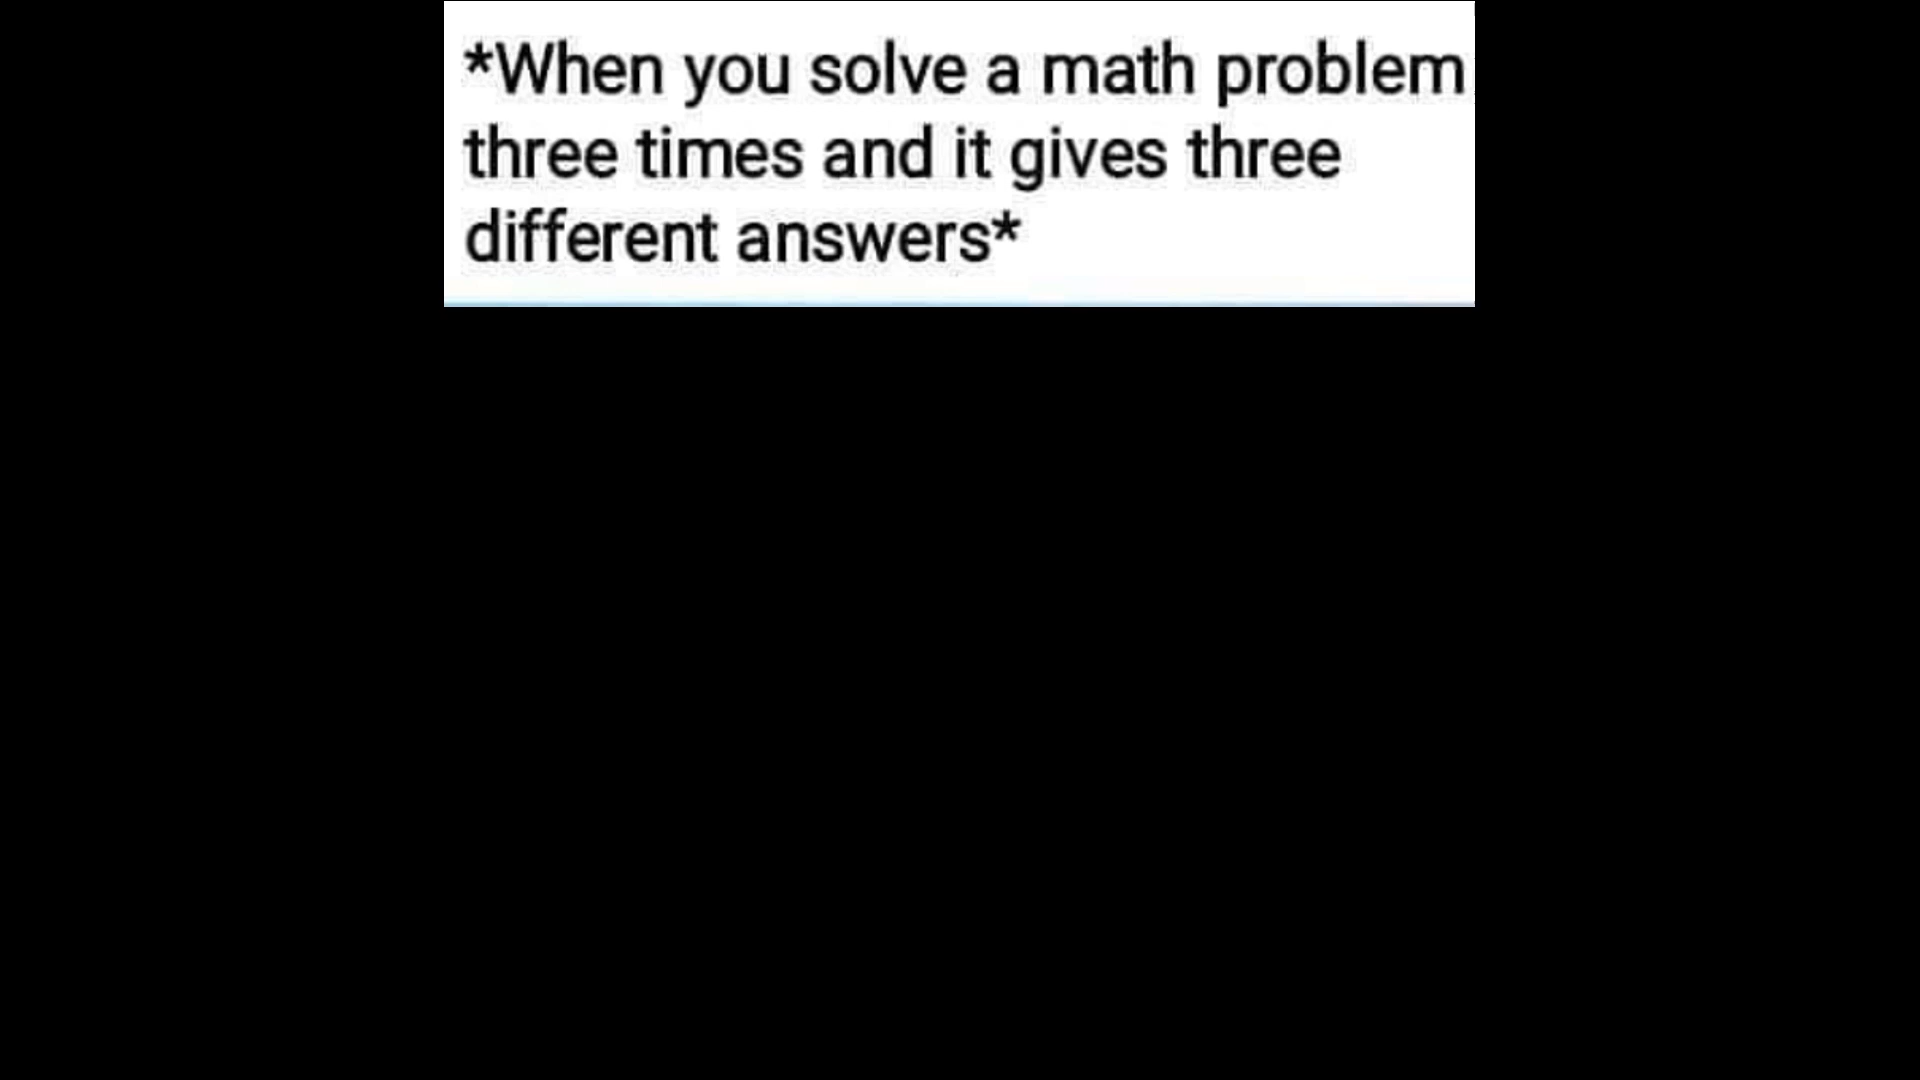 *When you solve a math problem
three times and it gives three
different answers*